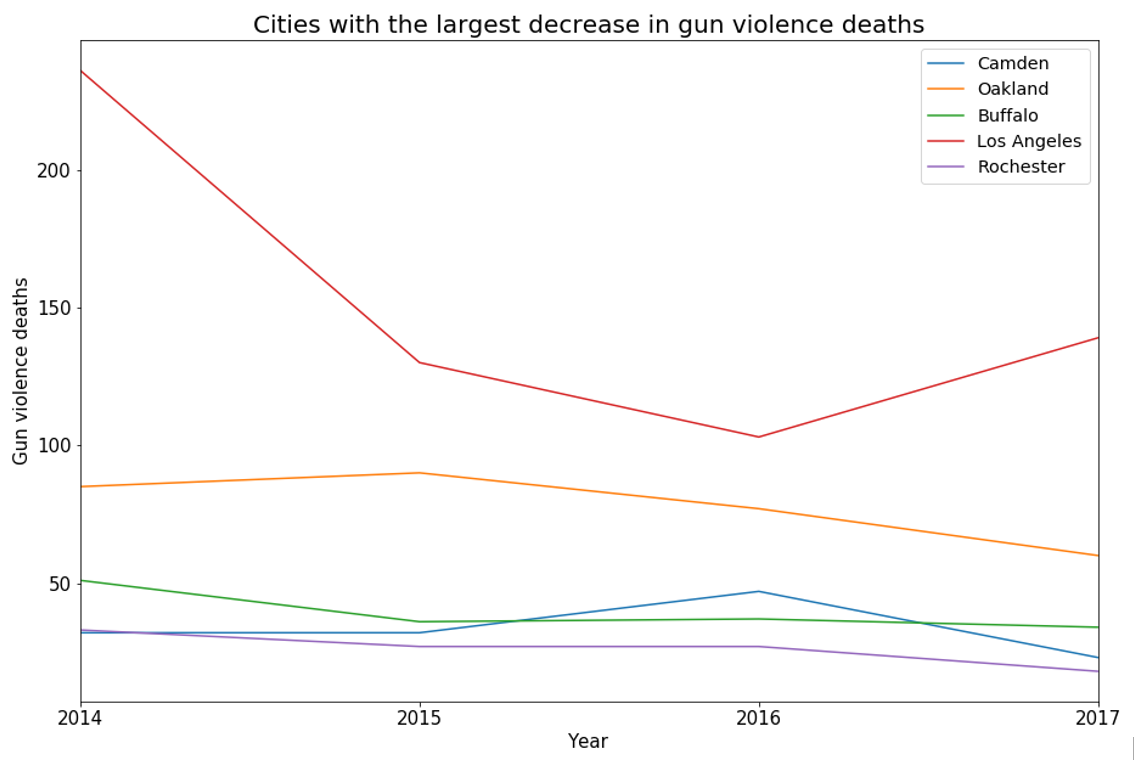 Cities with the largest decrease in gun violence deaths
Camden
Oakland
Buffalo
Los Angeles
Rochester
200
150
100
50
Gun violence deaths
2014
2015
2016
2017
Year